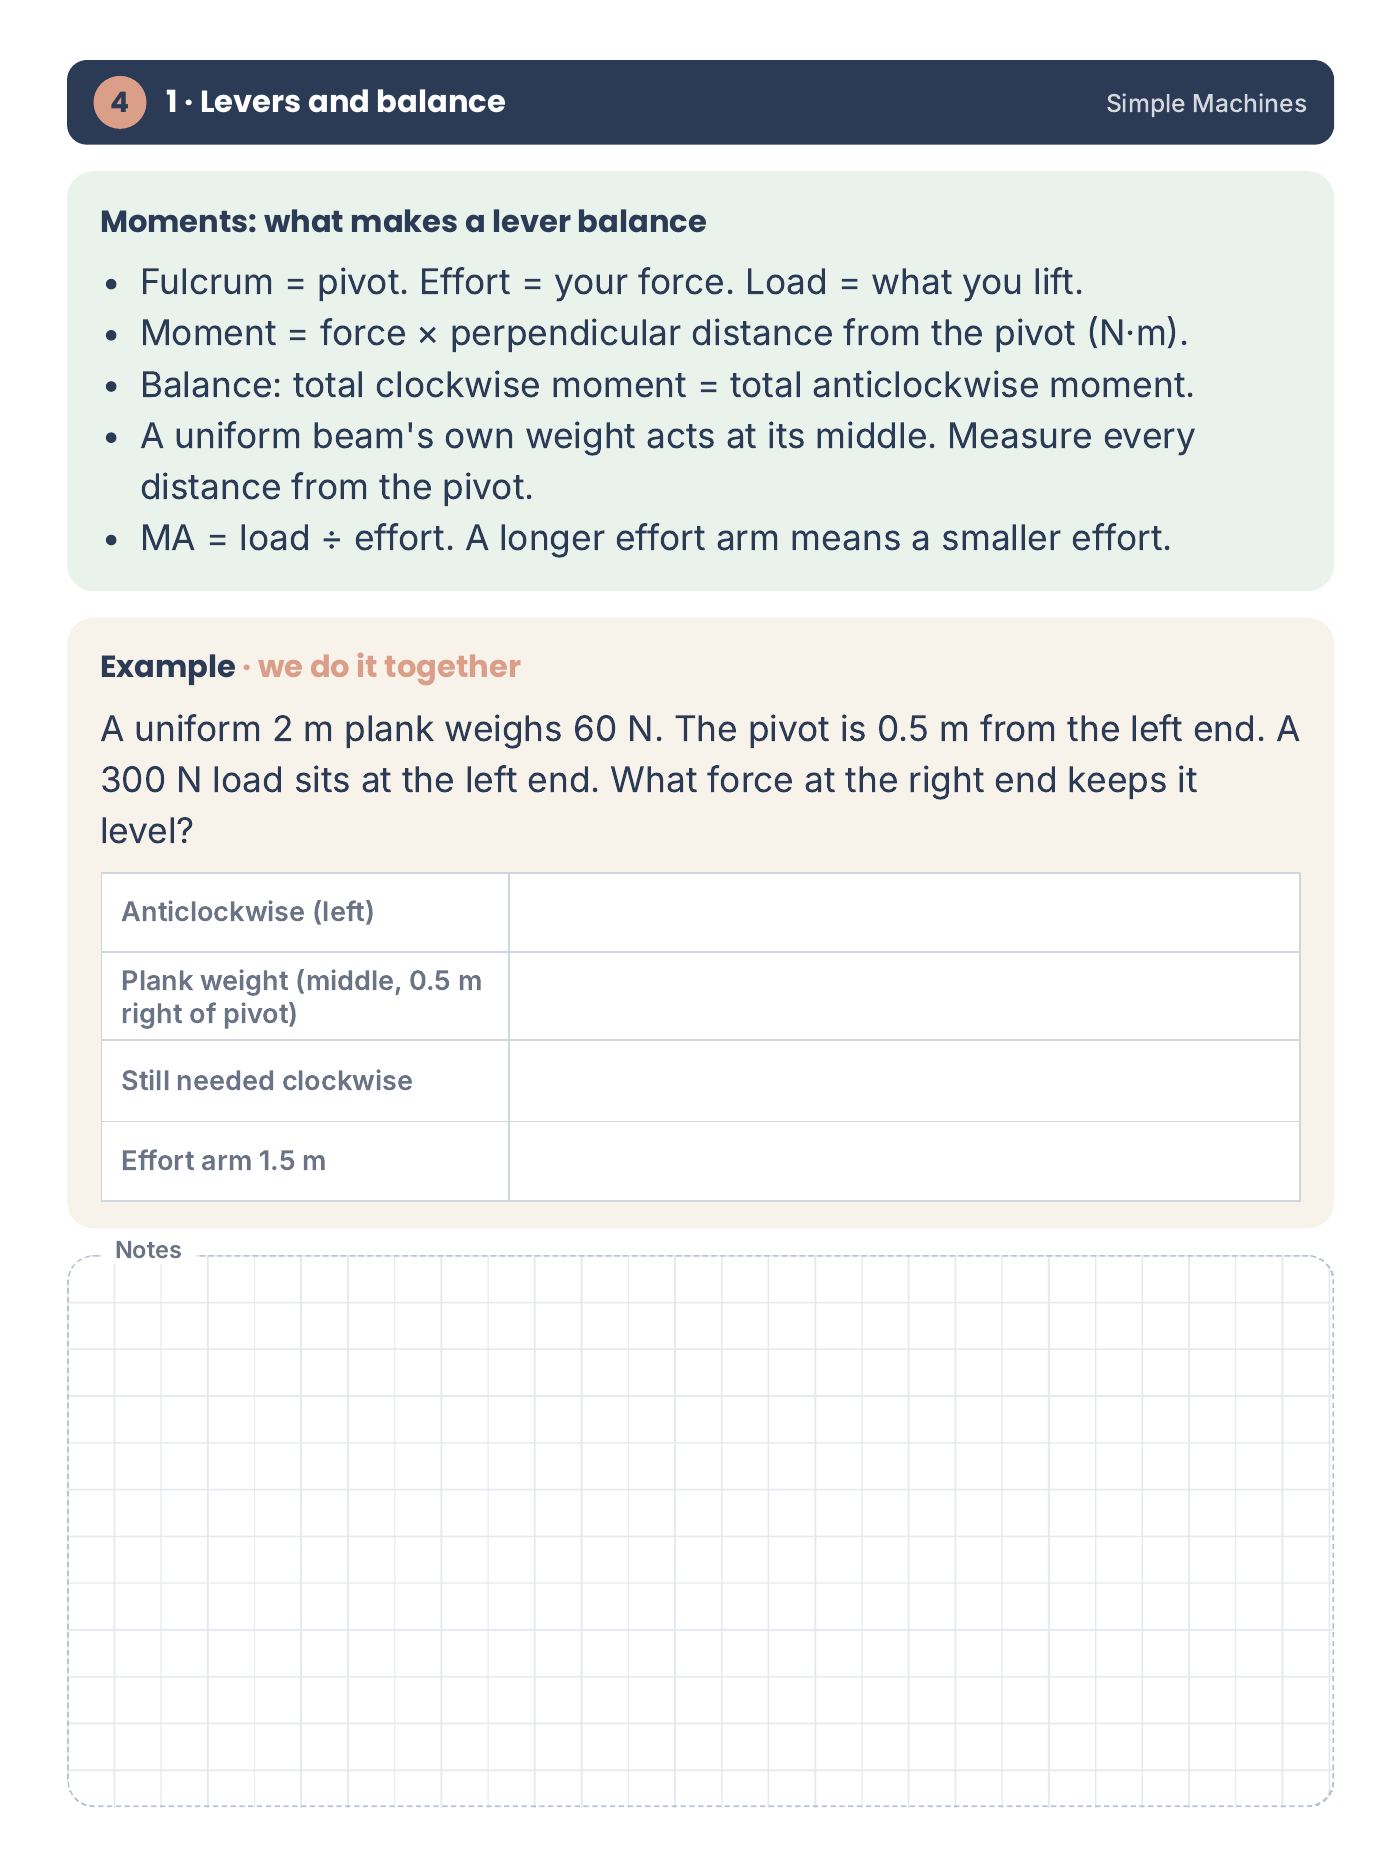 4 1 · Levers and balance Simple Machines
Moments: what makes a lever balance
• Fulcrum = pivot. Effort = your force. Load = what you lift.
• Moment = force × perpendicular distance from the pivot (N·m).
• Balance: total clockwise moment = total anticlockwise moment.
• A uniform beam's own weight acts at its middle. Measure every
distance from the pivot.
• MA = load ÷ effort. A longer effort arm means a smaller effort.
Example · we do it together
A uniform 2 m plank weighs 60 N. The pivot is 0.5 m from the left end. A
300 N load sits at the left end. What force at the right end keeps it
level?
Anticlockwise (left)
Plank weight (middle, 0.5 m
right of pivot)
Still needed clockwise
Effort arm 1.5 m
Notes